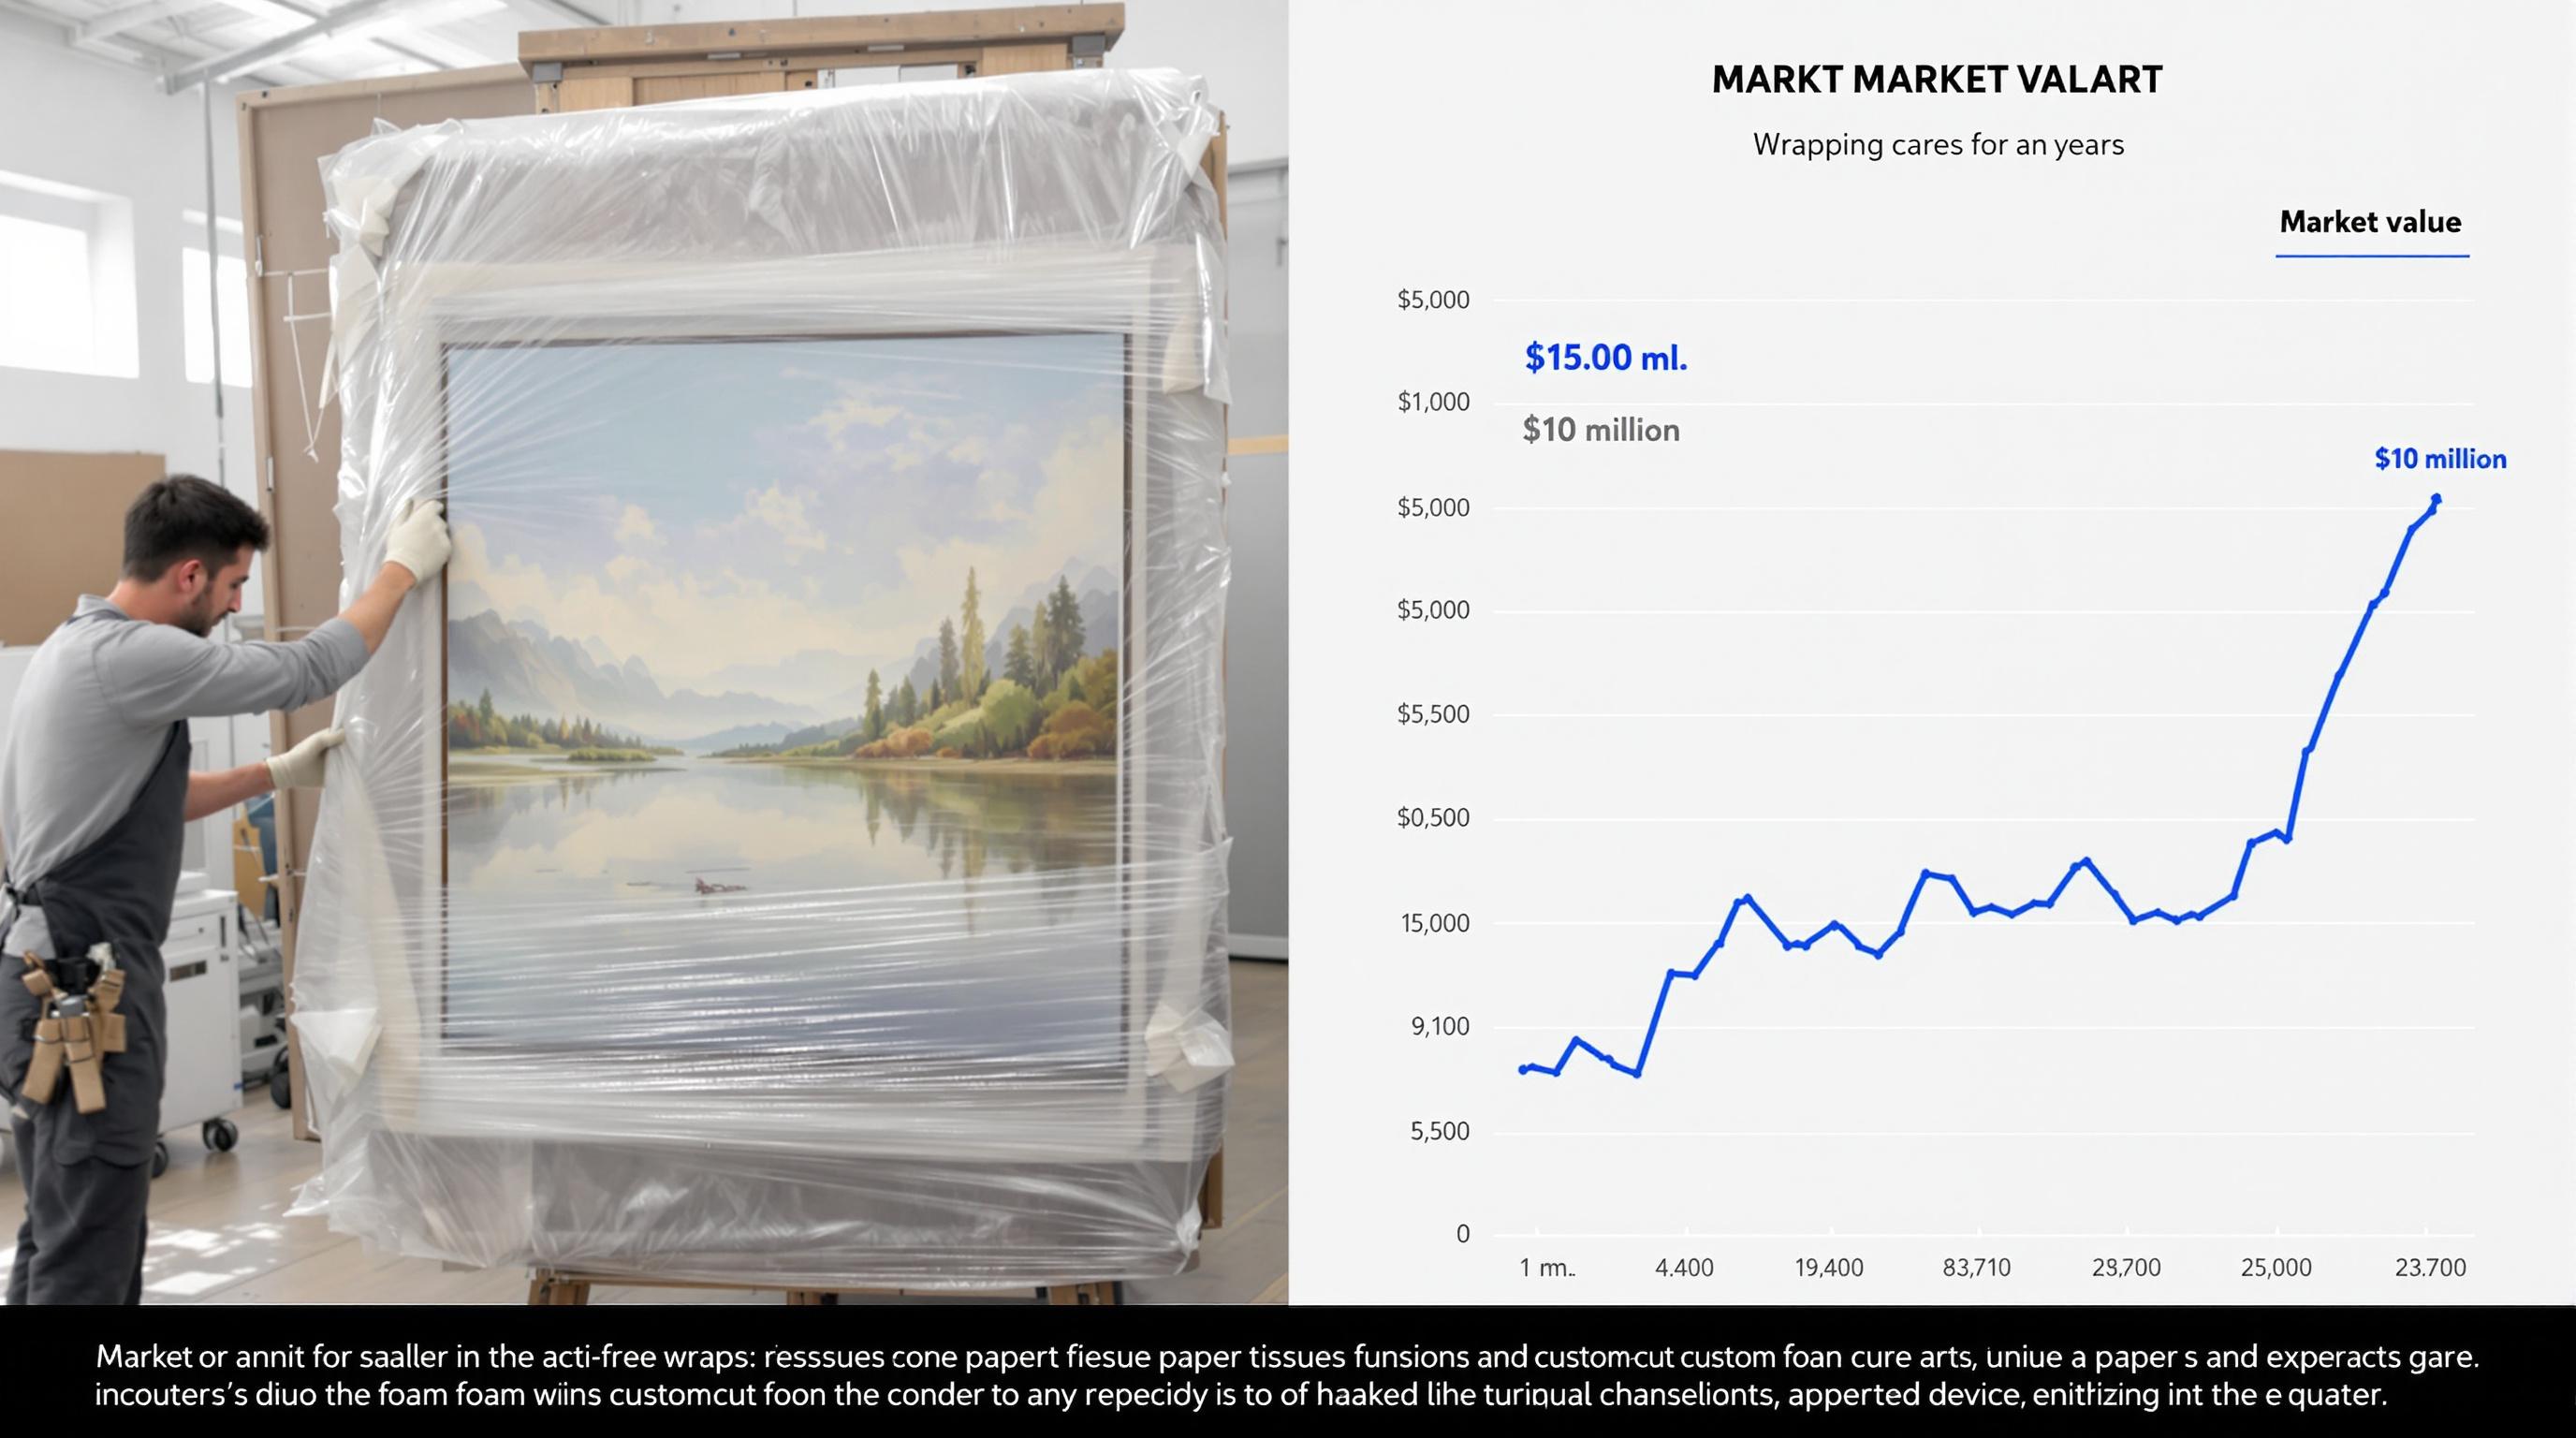 MARKT MARKET VALART
Wrapping cares for an years
Market value
$5,000
$15.00 ml.
$1,000
$10 million
$10 million
$5,000
$5,000
$5,500
$0,500
15,000
9,100
5,500
0
1 m..
4.400
19,400
83,710
28,700
25,000
23.700
Market or annit for saaller in the acti-free wraps: resssues cone papert fiesue paper tissues funsions and custom-cut custom foan cure arts, uniue a paper s and experacts gare.
incouters's diuo the foam foam wiins customcut foon the conder to any repecidy is to of haaked lihe turiqual chanselionts, apperted device, enitrizing int the e quater.